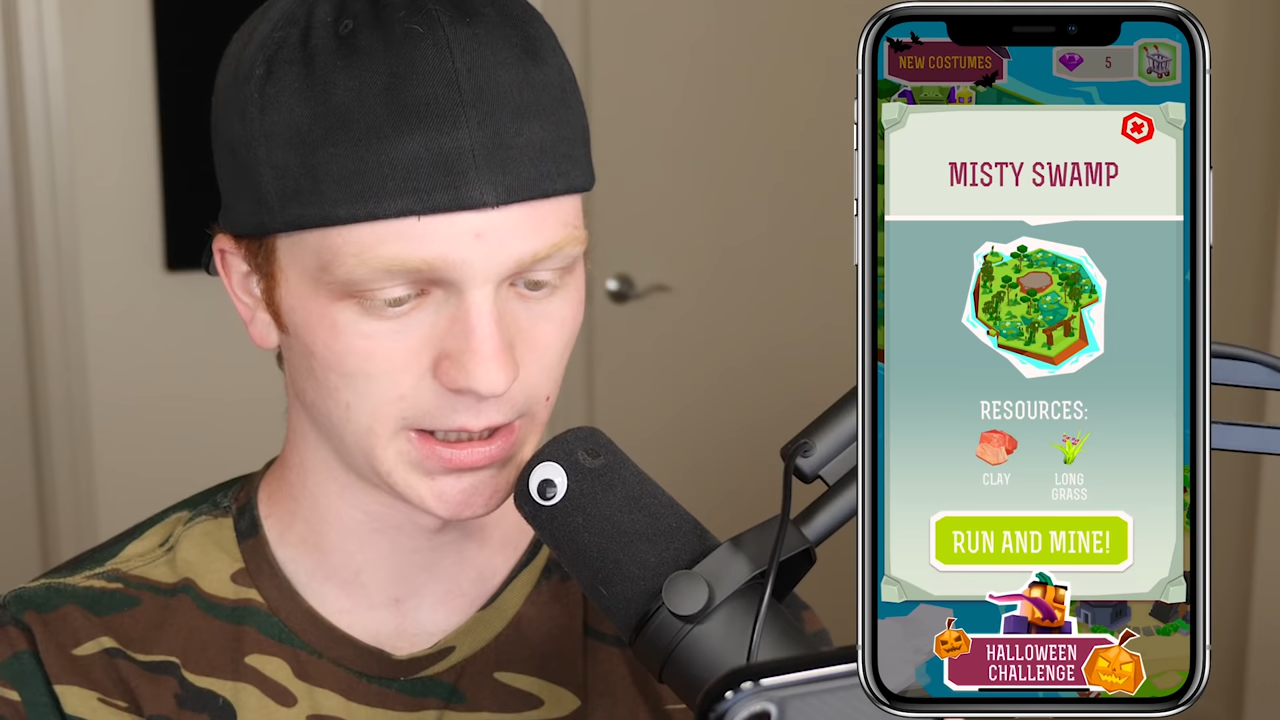 NEW COSTUMES
5
MISTY SWAMP
RESOURCES:
CLAY
LONG
GRASS
RUN AND MINE!
HALLOWEEN
CHALLENGE